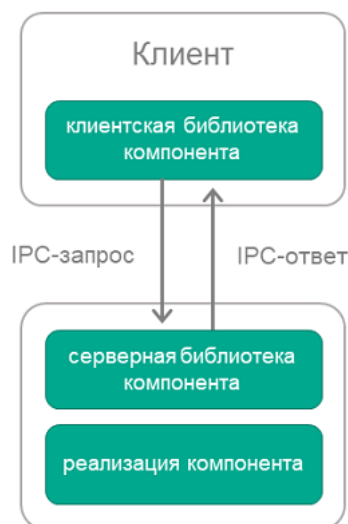 Клиент
клиентская библиотека
компонента
IPC-запрос
IPC-ответ
серверная библиотека
компонента
реализация компонента